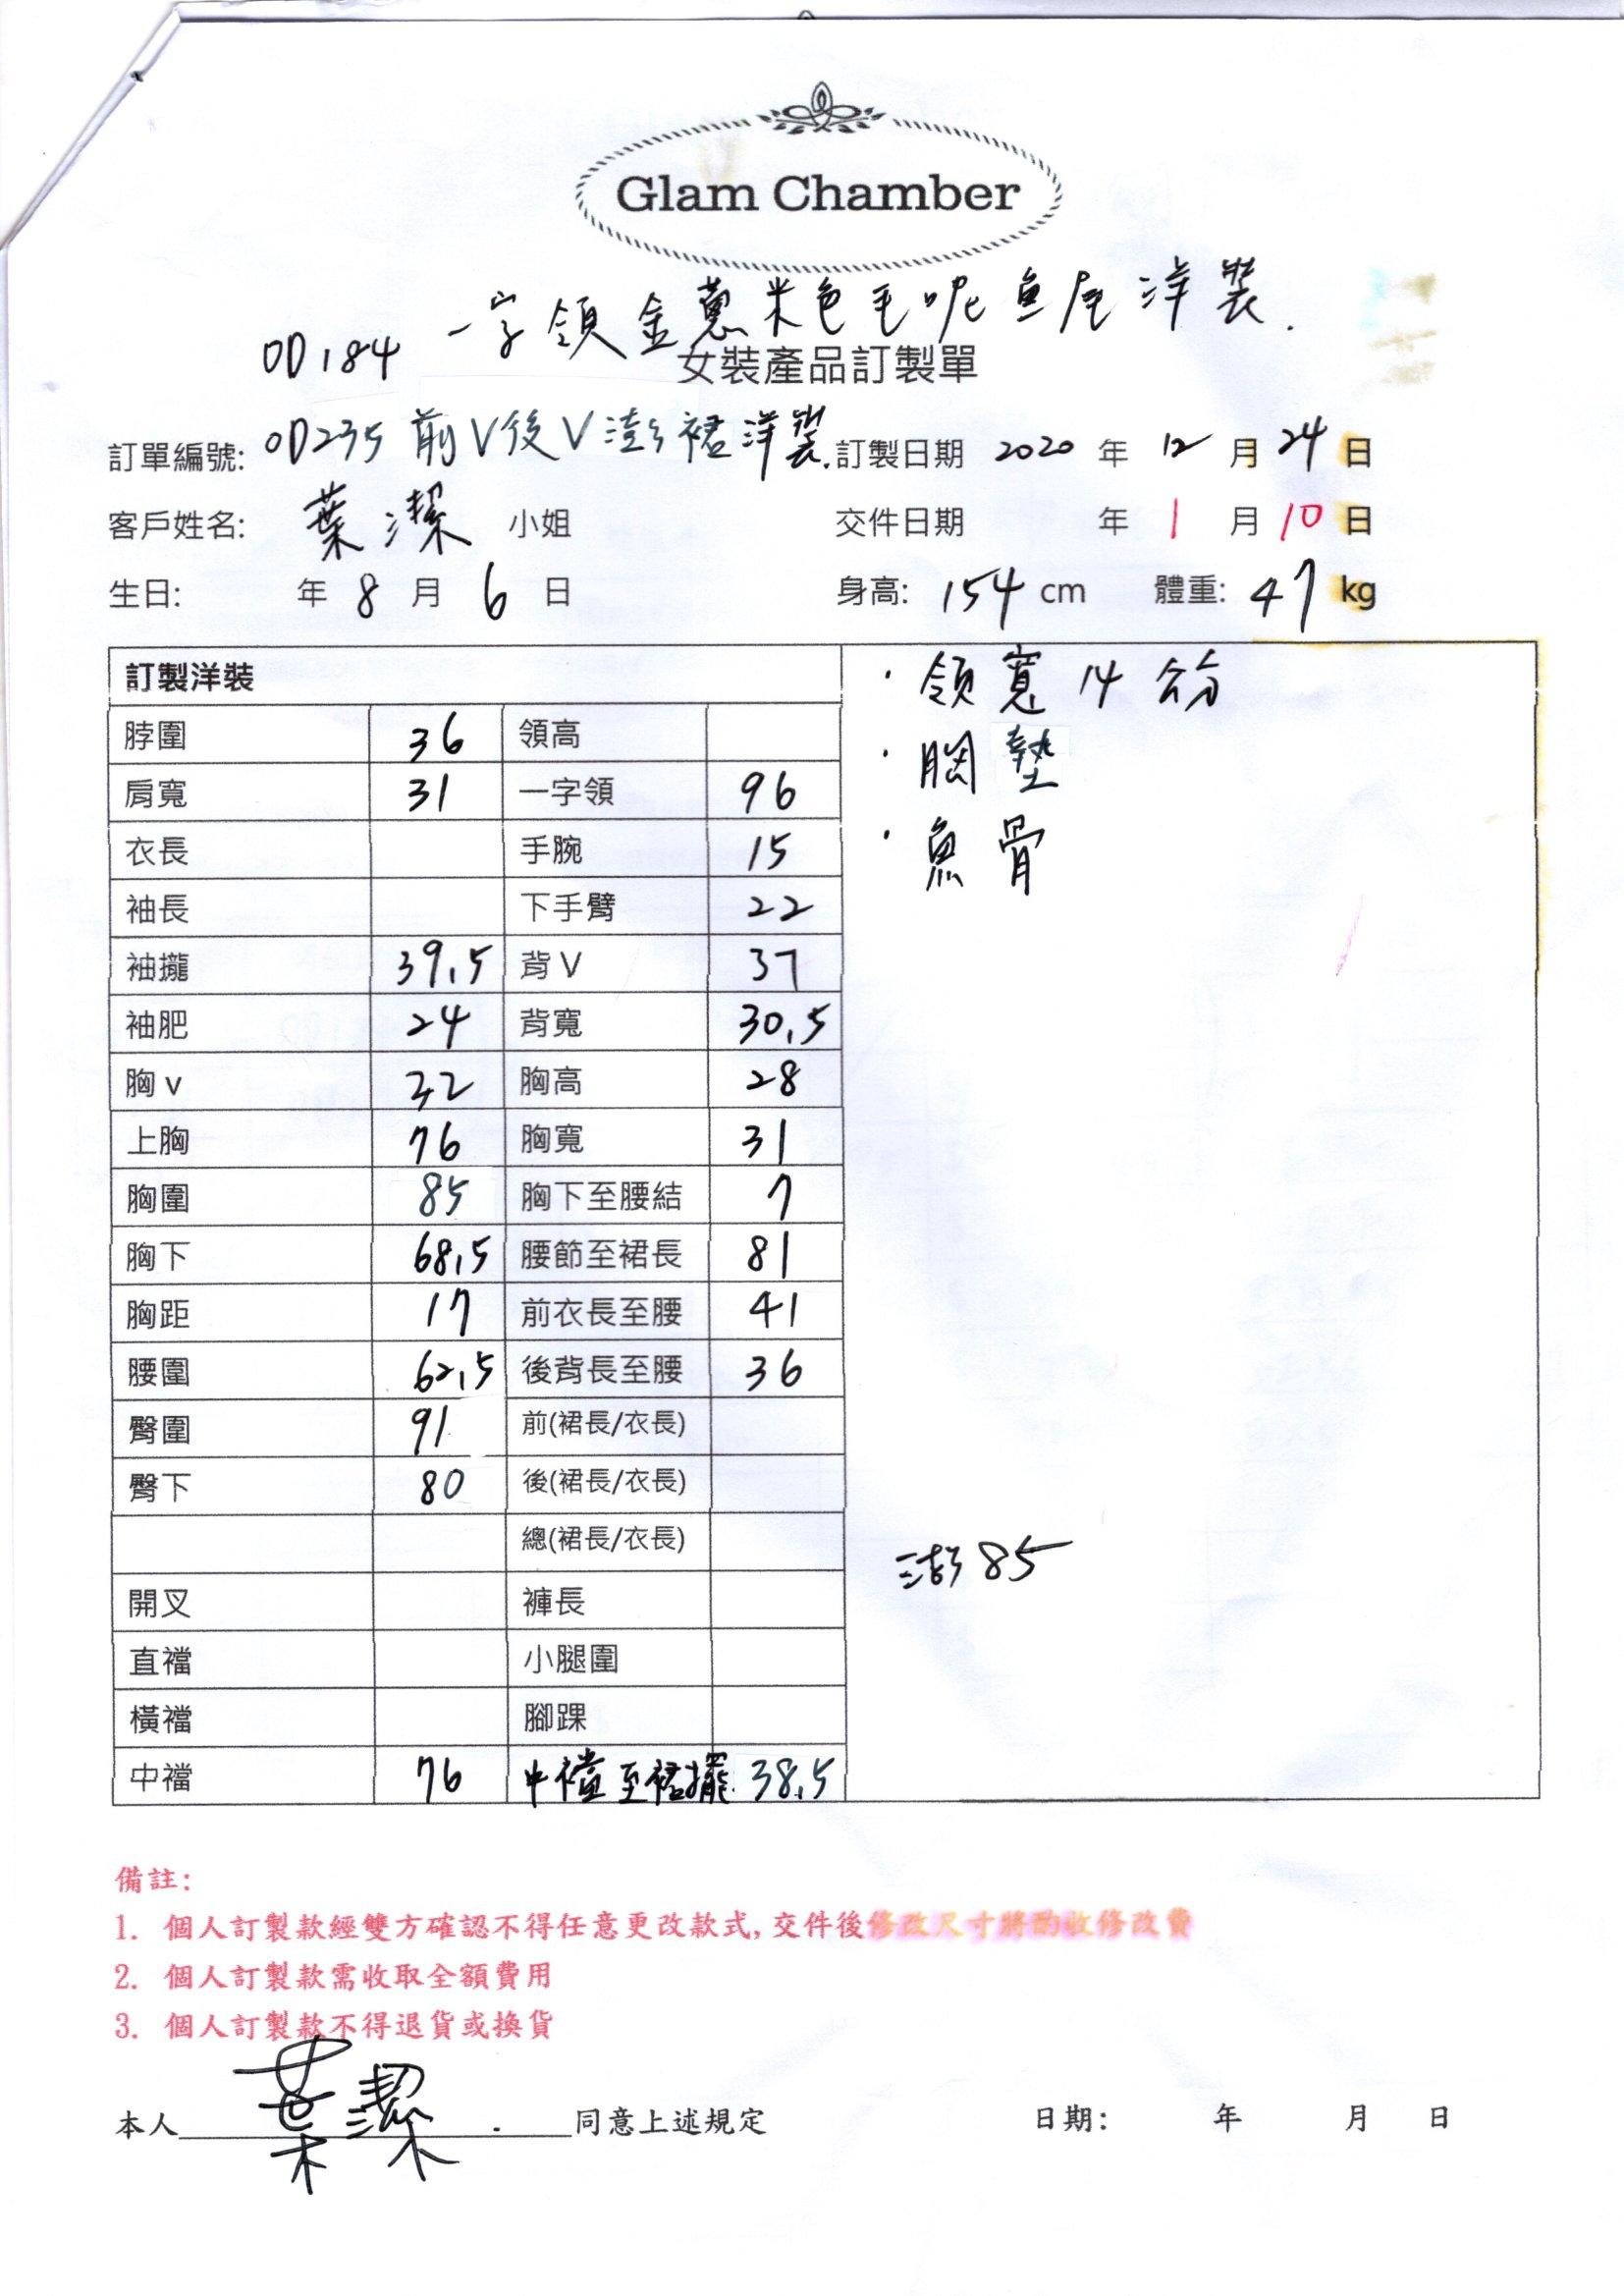 Glam Chamber
OD184 一字領金蔥米色毛呢魚尾洋裝.
女裝產品訂製單
訂單編號: OD235 前V後V澎裙洋裝. 訂製日期 2020 年 12 月 24 日
客戶姓名: 葉潔 小姐 交件日期 年 1 月 10 日
生日: 年 8 月 6 日 身高: 154 cm 體重: 47 kg
訂製洋裝 ·領寬14公分
脖圍 36 領高
·胸墊
肩寬 31 一字領 96
·魚骨
衣長 手腕 15
袖長 下手臂 22
袖攏 39.5 背V 37
袖肥 24 背寬 30.5
胸v 32 胸高 28
上胸 76 胸寬 31
胸圍 85 胸下至腰結 7
胸下 68.5 腰節至裙長 81
胸距 17 前衣長至腰 41
腰圍 62.5 後背長至腰 36
臀圍 91 前(裙長/衣長)
臀下 80 後(裙長/衣長)
總(裙長/衣長)
澎85
開叉 褲長
直襠 小腿圍
橫襠 腳踝
中襠 76 中襠至裙擺 38.5
備註:
1. 個人訂製款經雙方確認不得任意更改款式,交件後修改尺寸將酌收修改費
2. 個人訂製款需收取全額費用
3. 個人訂製款不得退貨或換貨
本人 葉潔 同意上述規定 日期: 年 月 日